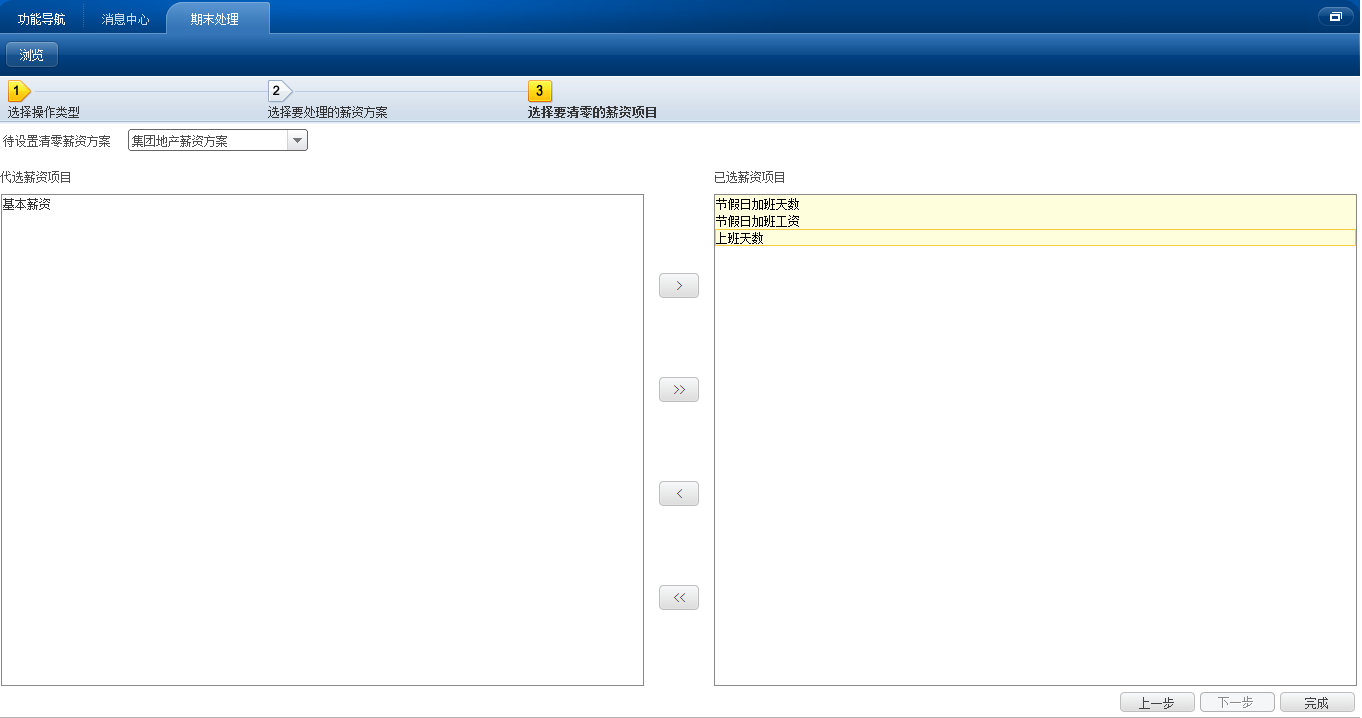 功能导航 消息中心 期末处理
浏览
1 2 3
选择操作类型 选择要处理的薪资方案 选择要清零的薪资项目
待设置清零薪资方案 集团地产薪资方案
代选薪资项目 已选薪资项目
基本薪资 节假日加班天数
节假日加班工资
上班天数
>
>>
<
<<
上一步 下一步 完成